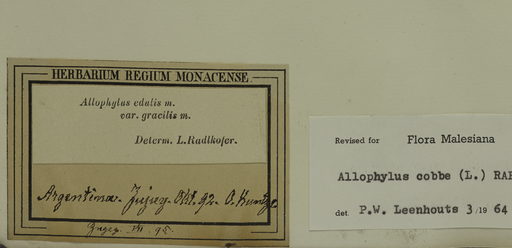 HERBARIUM REGIUM MONACENSE.
Allophylus edulis m.
var. gracilis m.
Determ. L.Radlkofer.
Argentina. Jujuy. Okt. 92. O. Kuntze
Revised for Flora Malesiana
Allophylus cobbe (L.) RAE
det P.W. Leenhouts 3/19 64